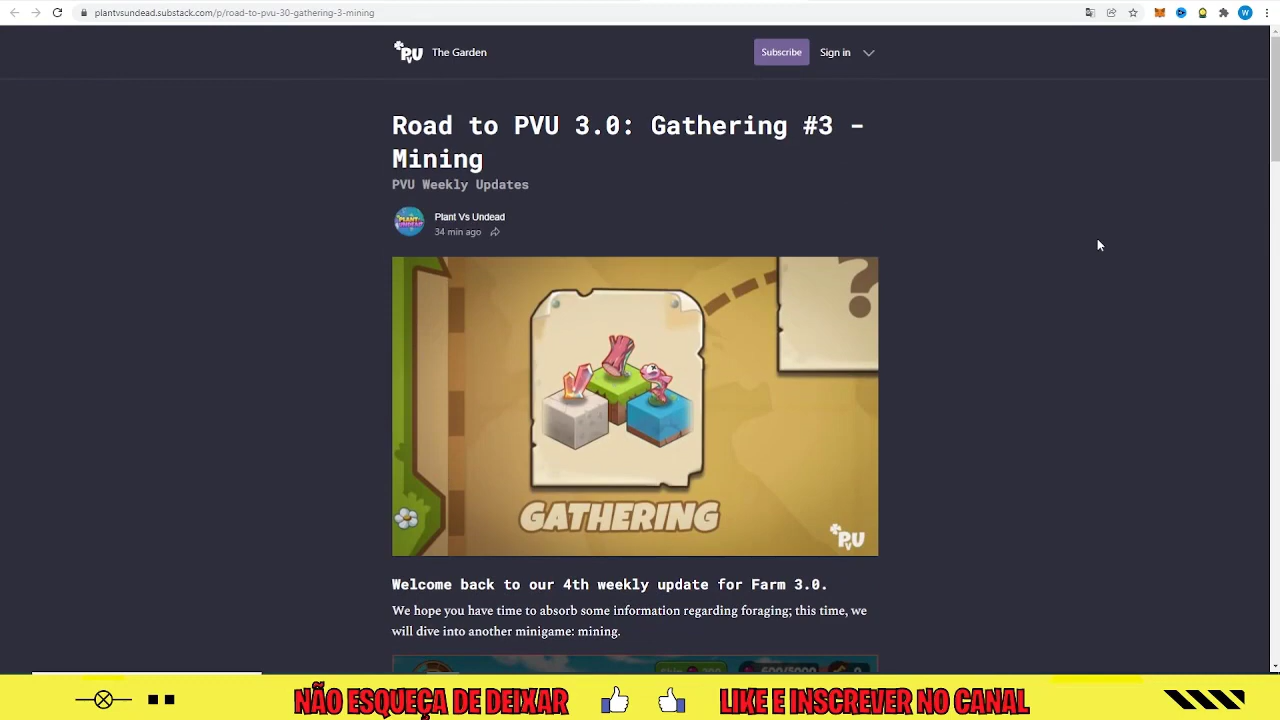 plantvsundead.substack.com/p/road-to-pvu-30-gathering-3-mining
W
PVU The Garden
Subscribe
Sign in
Road to PVU 3.0: Gathering #3 -
Mining
PVU Weekly Updates
Plant Vs Undead
34 min ago
?
GATHERING
PVU
Welcome back to our 4th weekly update for Farm 3.0.
We hope you have time to absorb some information regarding foraging; this time, we
will dive into another minigame: mining.
NÃO ESQUEÇA DE DEIXAR
LIKE E INSCREVER NO CANAL